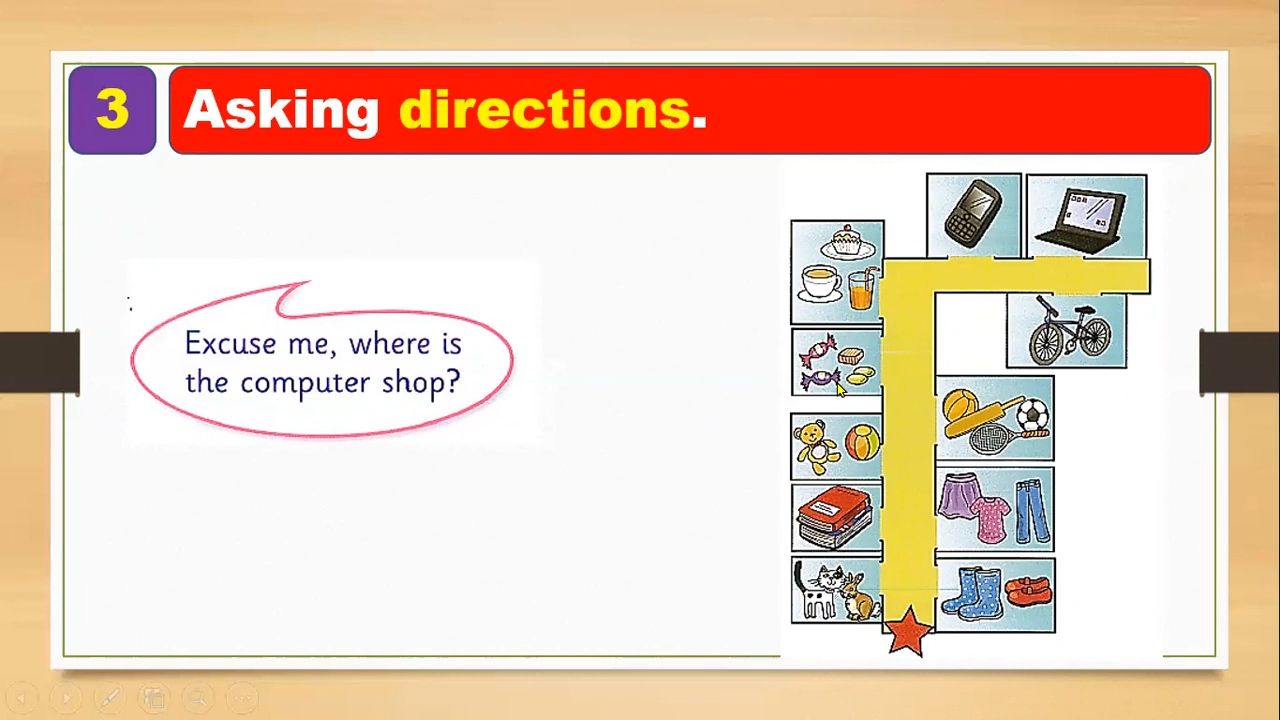 3
Asking directions.
Excuse me, where is
the computer shop?